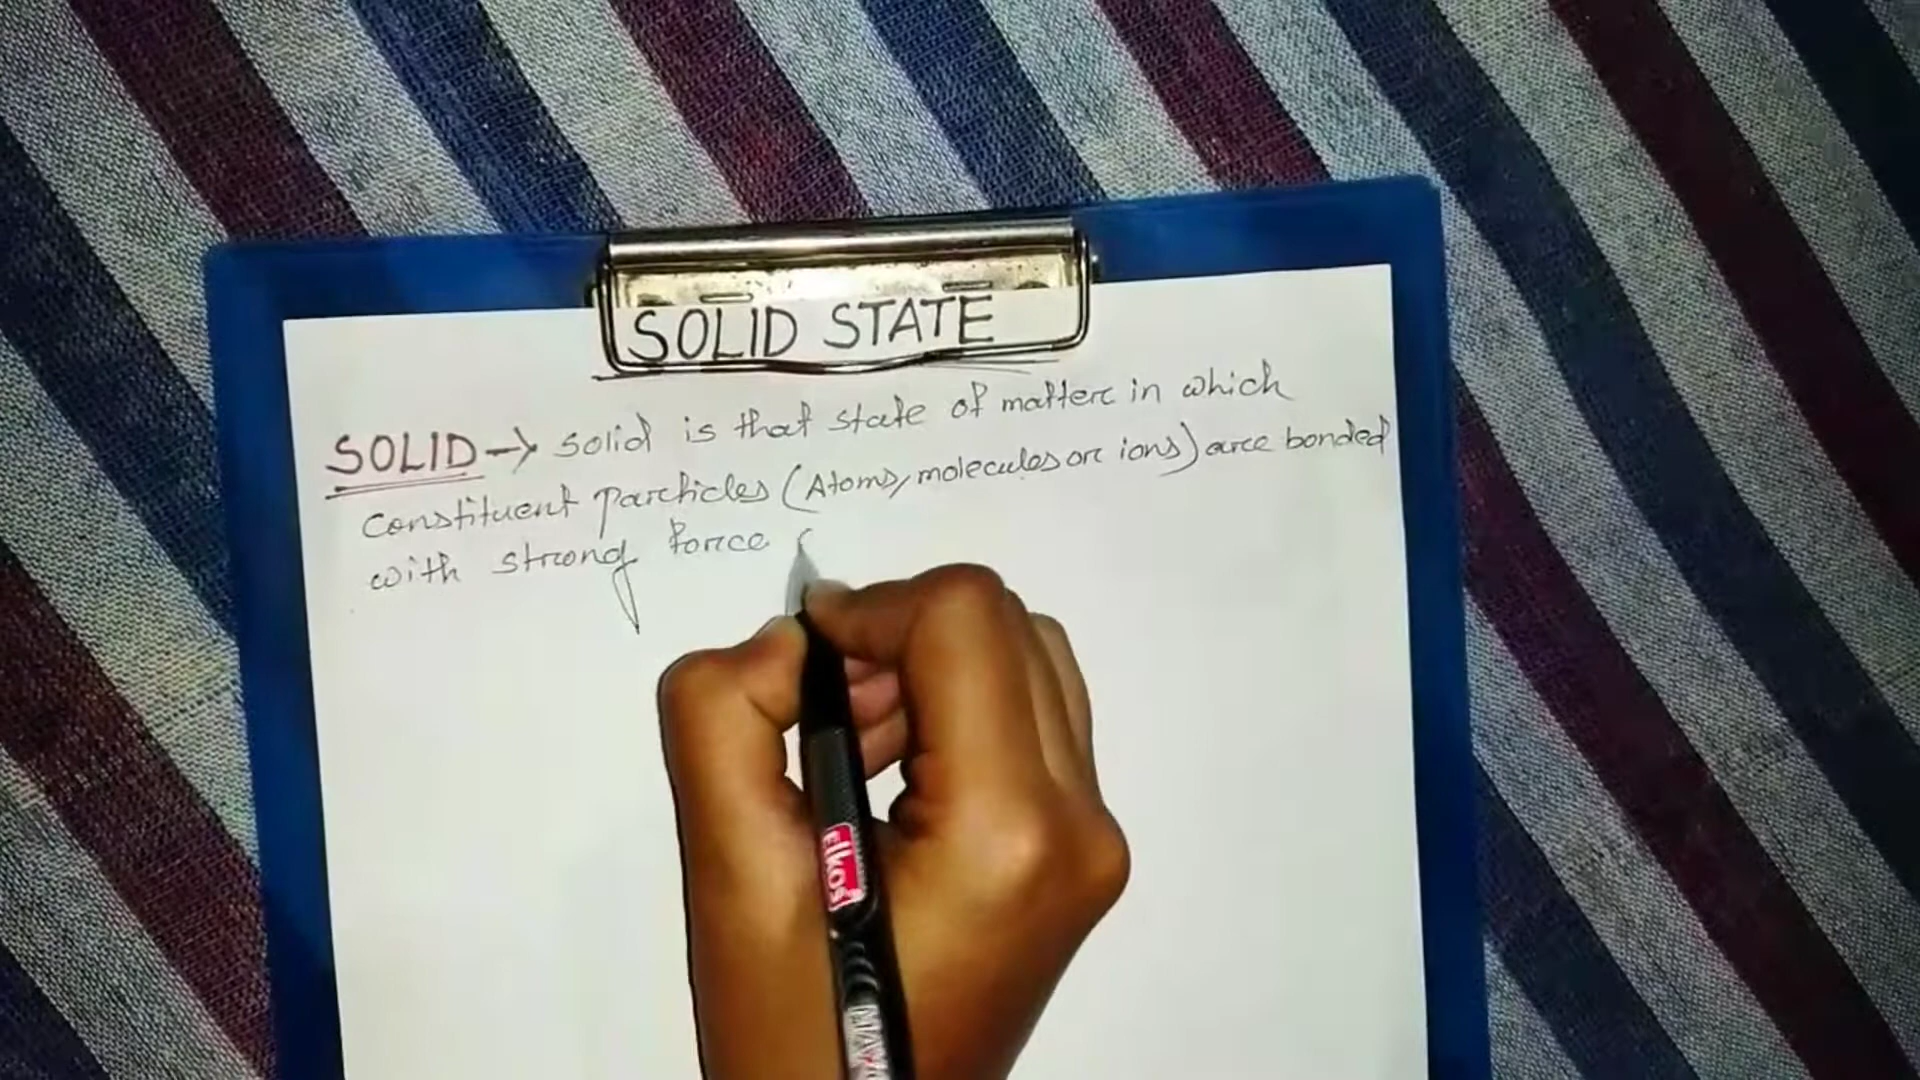 SOLID STATE
SOLID → Solid is that state of matter in which
constituent particles (Atoms, molecules or ions) are bonded
with strong force
Elkos